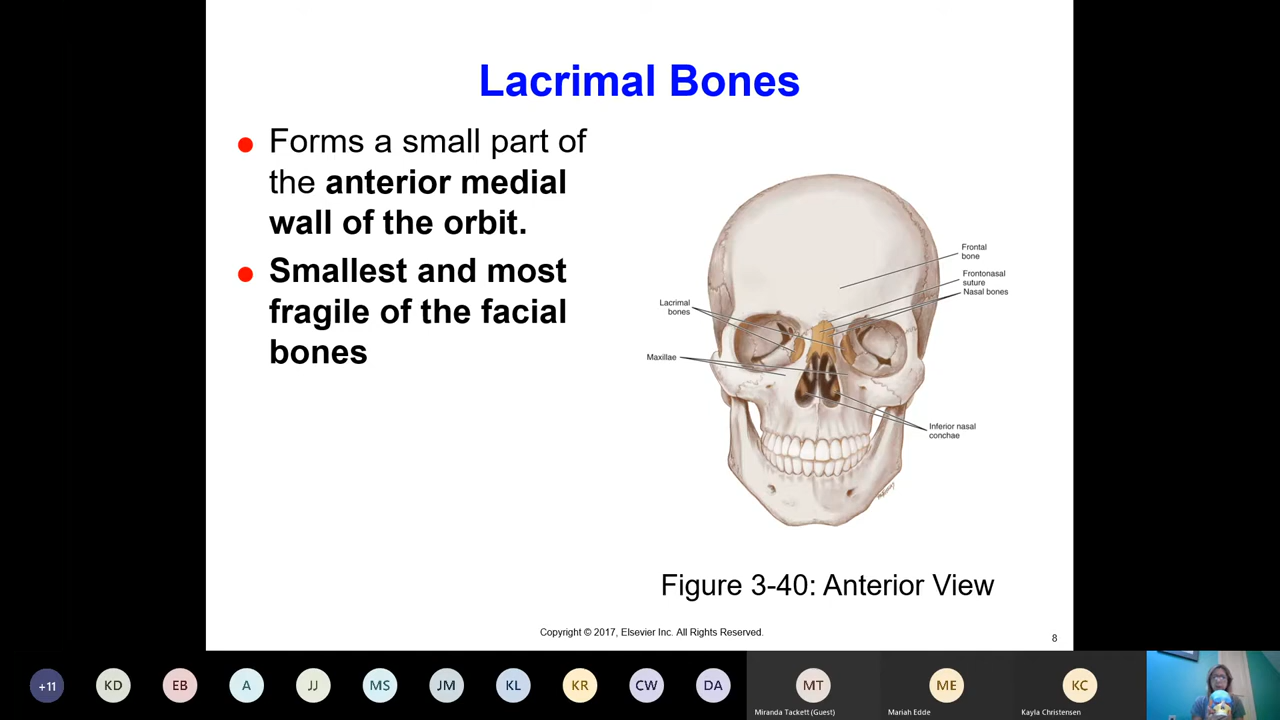 Lacrimal Bones
Forms a small part of
the anterior medial
wall of the orbit.
Smallest and most
fragile of the facial
bones
Frontal
bone
Frontonasal
suture
Nasal bones
Lacrimal
bones
Maxillae
Inferior nasal
conchae
Figure 3-40: Anterior View
Copyright © 2017, Elsevier Inc. All Rights Reserved.
8
+11
KD
EB
A
JJ
MS
JM
KL
KR
CW
DA
MT
ME
KC
Miranda Tackett (Guest)
Mariah Edde
Kayla Christensen